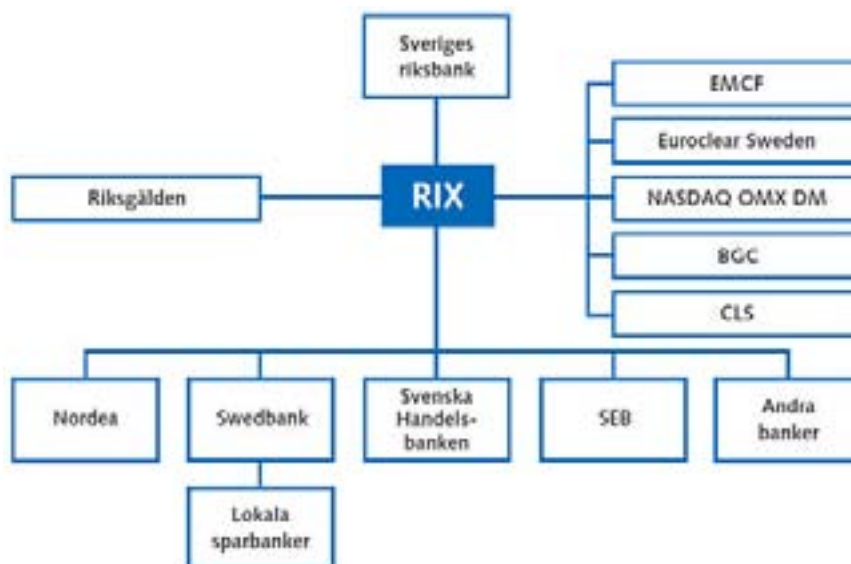 Sveriges
riksbank
EMCF
Euroclear Sweden
Riksgälden
RIX
NASDAQ OMX DM
BGC
CLS
Nordea
Swedbank
Svenska
Handels-
banken
SEB
Andra
banker
Lokala
sparbanker